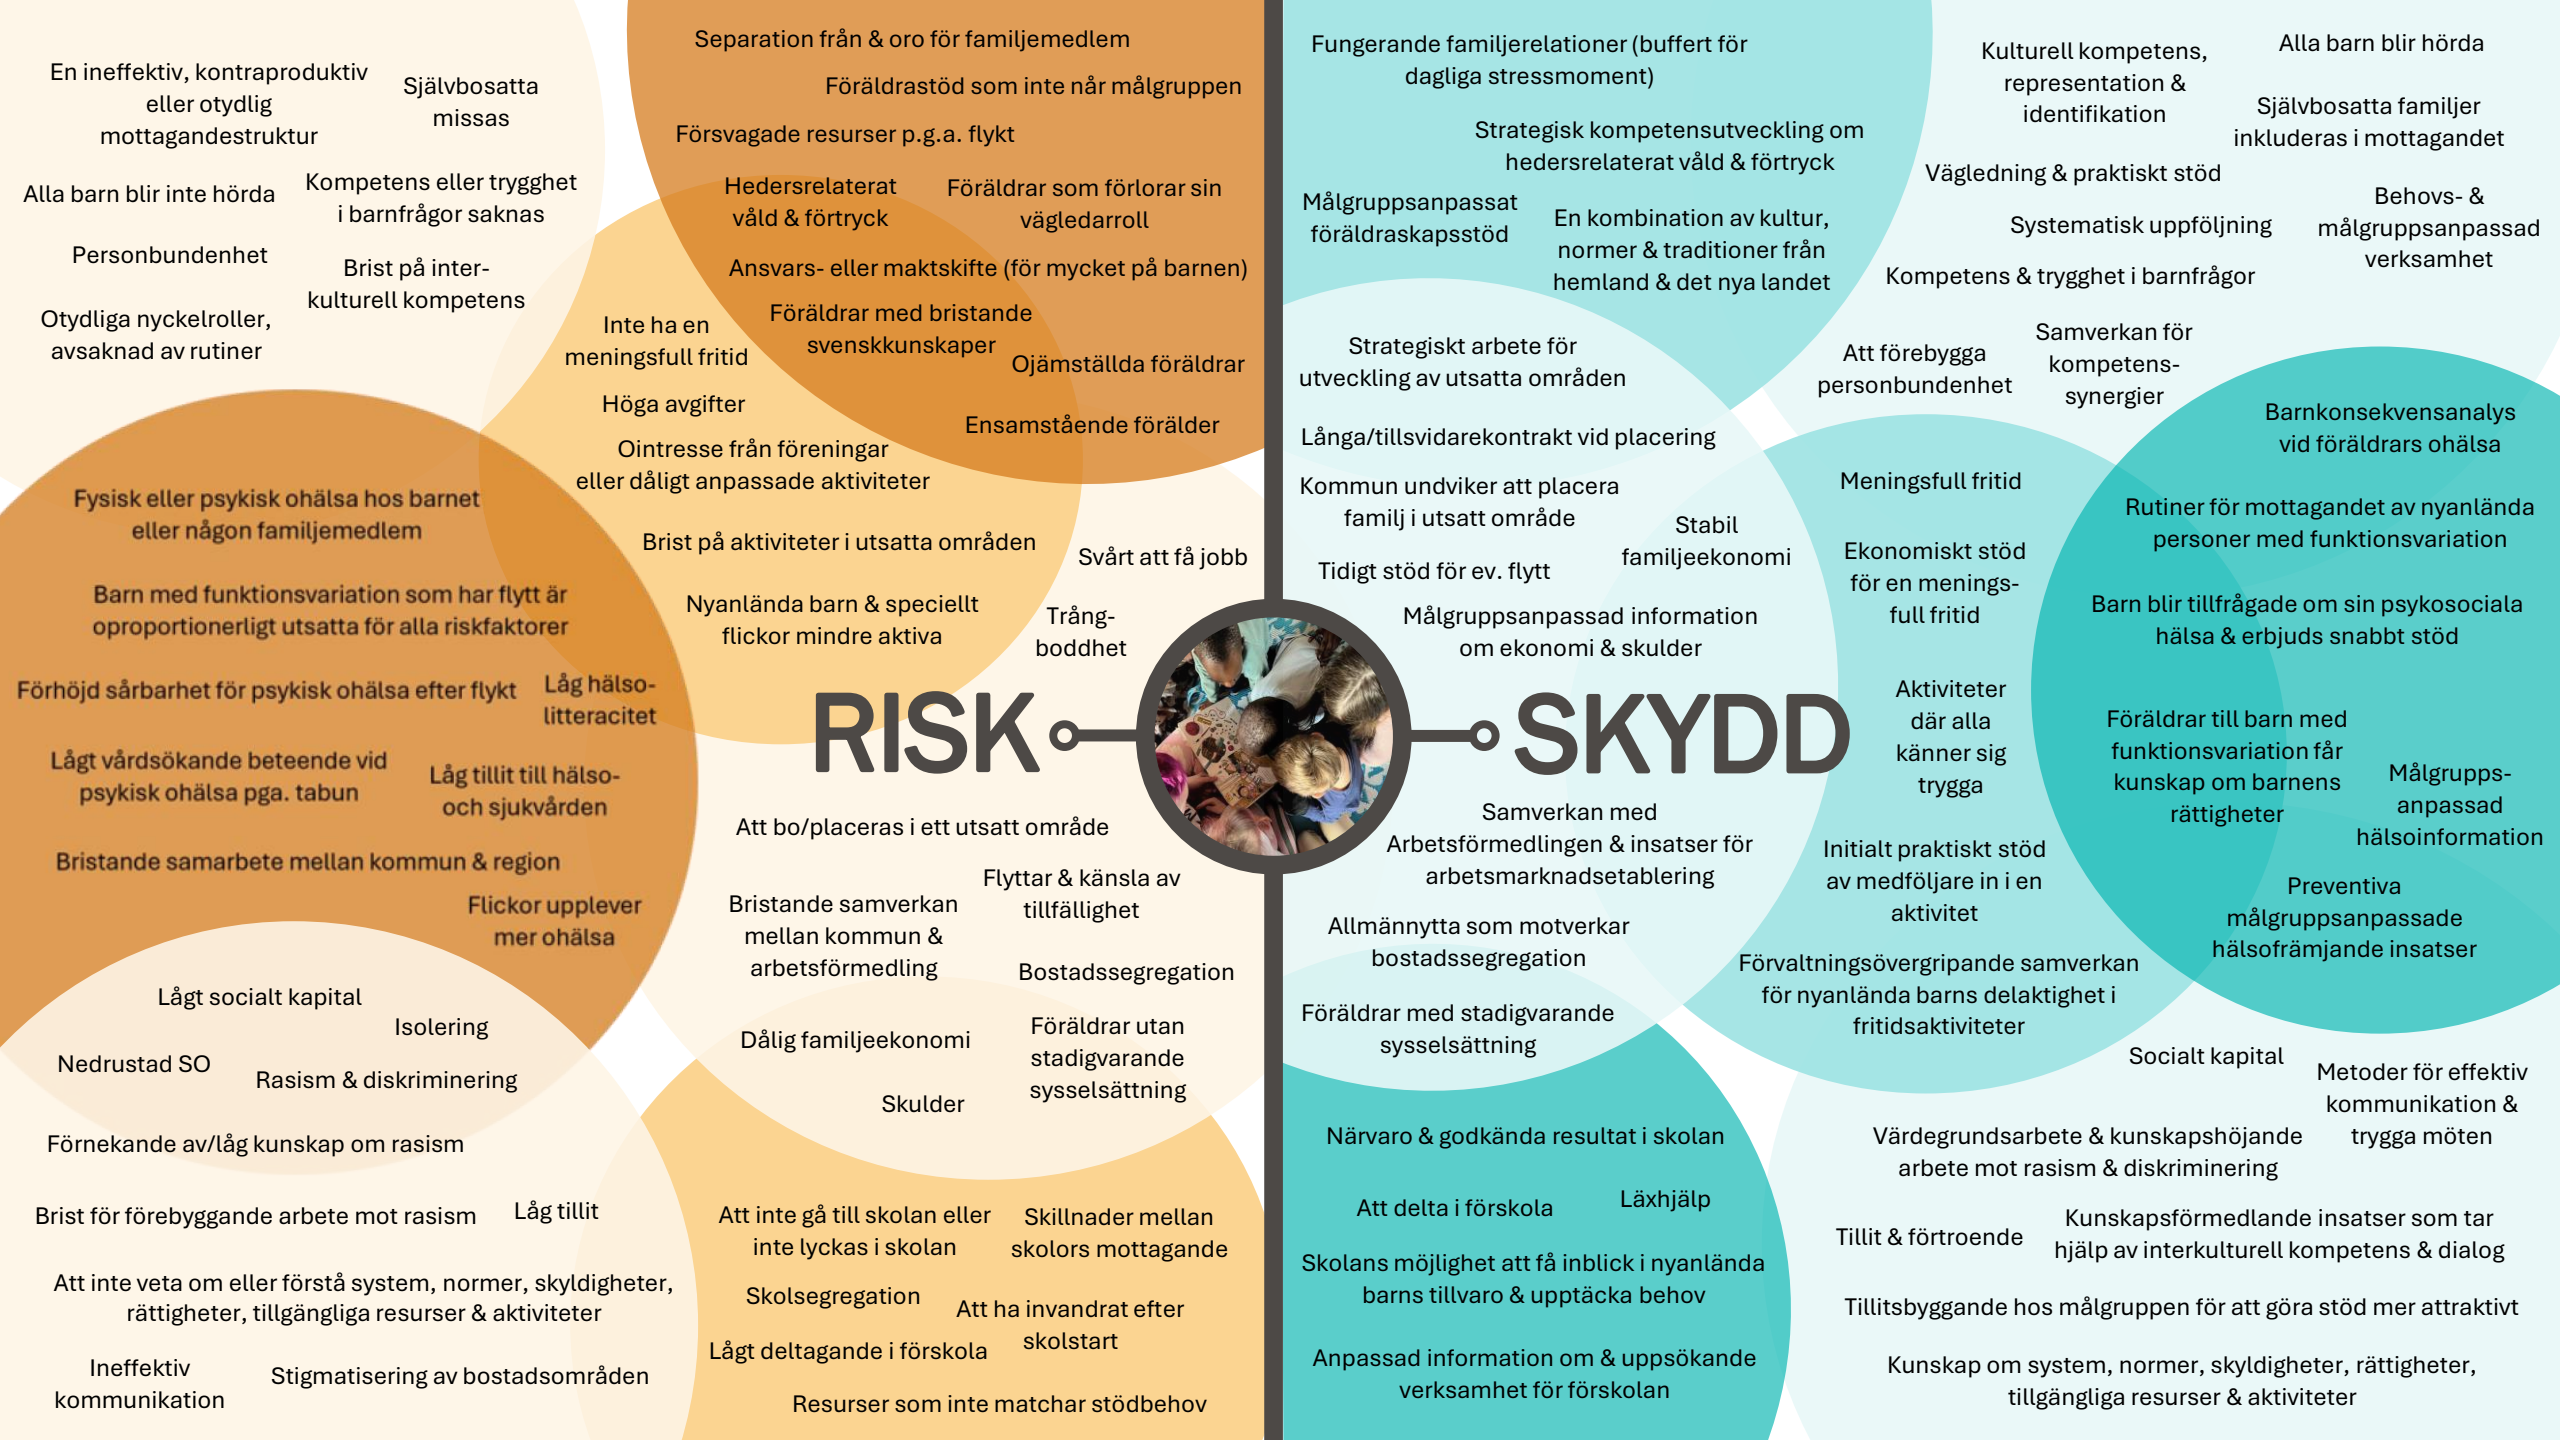 En ineffektiv, kontraproduktiv
eller otydlig
mottagandestruktur
Självbosatta
missas
Alla barn blir inte hörda
Kompetens eller trygghet
i barnfrågor saknas
Personbundenhet
Brist på inter-
kulturell kompetens
Otydliga nyckelroller,
avsaknad av rutiner
Separation från & oro för familjemedlem
Föräldrastöd som inte når målgruppen
Försvagade resurser p.g.a. flykt
Hedersrelaterat
våld & förtryck
Föräldrar som förlorar sin
vägledarroll
Ansvars- eller maktskifte (för mycket på barnen)
Föräldrar med bristande
svenskkunskaper
Ojämställda föräldrar
Ensamstående förälder
Inte ha en
meningsfull fritid
Höga avgifter
Ointresse från föreningar
eller dåligt anpassade aktiviteter
Brist på aktiviteter i utsatta områden
Nyanlända barn & speciellt
flickor mindre aktiva
Fysisk eller psykisk ohälsa hos barnet
eller någon familjemedlem
Barn med funktionsvariation som har flytt är
oproportionerligt utsatta för alla riskfaktorer
Förhöjd sårbarhet för psykisk ohälsa efter flykt
Låg hälso-
litteracitet
Lågt vårdsökande beteende vid
psykisk ohälsa pga. tabun
Låg tillit till hälso-
och sjukvården
Bristande samarbete mellan kommun & region
Flickor upplever
mer ohälsa
Svårt att få jobb
Trång-
boddhet
RISK
Att bo/placeras i ett utsatt område
Flyttar & känsla av
tillfällighet
Bristande samverkan
mellan kommun &
arbetsförmedling
Bostadssegregation
Dålig familjeekonomi
Föräldrar utan
stadigvarande
sysselsättning
Skulder
Lågt socialt kapital
Isolering
Nedrustad SO
Rasism & diskriminering
Förnekande av/låg kunskap om rasism
Brist för förebyggande arbete mot rasism
Låg tillit
Att inte veta om eller förstå system, normer, skyldigheter,
rättigheter, tillgängliga resurser & aktiviteter
Ineffektiv
kommunikation
Stigmatisering av bostadsområden
Att inte gå till skolan eller
inte lyckas i skolan
Skillnader mellan
skolors mottagande
Skolsegregation
Att ha invandrat efter
skolstart
Lågt deltagande i förskola
Resurser som inte matchar stödbehov
Fungerande familjerelationer (buffert för
dagliga stressmoment)
Strategisk kompetensutveckling om
hedersrelaterat våld & förtryck
Målgruppsanpassat
föräldraskapsstöd
En kombination av kultur,
normer & traditioner från
hemland & det nya landet
Kulturell kompetens,
representation &
identifikation
Alla barn blir hörda
Självbosatta familjer
inkluderas i mottagandet
Vägledning & praktiskt stöd
Behovs- &
målgruppsanpassad
verksamhet
Systematisk uppföljning
Kompetens & trygghet i barnfrågor
Att förebygga
personbundenhet
Samverkan för
kompetens-
synergier
Strategiskt arbete för
utveckling av utsatta områden
Långa/tillsvidarekontrakt vid placering
Kommun undviker att placera
familj i utsatt område
Stabil
familjeekonomi
Tidigt stöd för ev. flytt
Målgruppsanpassad information
om ekonomi & skulder
SKYDD
Samverkan med
Arbetsförmedlingen & insatser för
arbetsmarknadsetablering
Allmännytta som motverkar
bostadssegregation
Föräldrar med stadigvarande
sysselsättning
Meningsfull fritid
Ekonomiskt stöd
för en menings-
full fritid
Aktiviteter
där alla
känner sig
trygga
Initialt praktiskt stöd
av medföljare in i en
aktivitet
Förvaltningsövergripande samverkan
för nyanlända barns delaktighet i
fritidsaktiviteter
Barnkonsekvensanalys
vid föräldrars ohälsa
Rutiner för mottagandet av nyanlända
personer med funktionsvariation
Barn blir tillfrågade om sin psykosociala
hälsa & erbjuds snabbt stöd
Föräldrar till barn med
funktionsvariation får
kunskap om barnens
rättigheter
Målgrupps-
anpassad
hälsoinformation
Preventiva
målgruppsanpassade
hälsofrämjande insatser
Närvaro & godkända resultat i skolan
Att delta i förskola
Läxhjälp
Skolans möjlighet att få inblick i nyanlända
barns tillvaro & upptäcka behov
Anpassad information om & uppsökande
verksamhet för förskolan
Socialt kapital
Metoder för effektiv
kommunikation &
trygga möten
Värdegrundsarbete & kunskapshöjande
arbete mot rasism & diskriminering
Tillit & förtroende
Kunskapsförmedlande insatser som tar
hjälp av interkulturell kompetens & dialog
Tillitsbyggande hos målgruppen för att göra stöd mer attraktivt
Kunskap om system, normer, skyldigheter, rättigheter,
tillgängliga resurser & aktiviteter